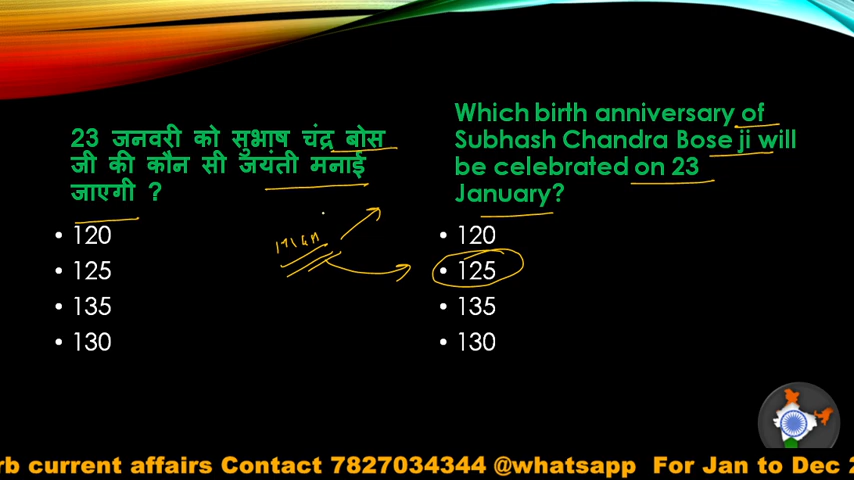 23 जनवरी को सुभाष चंद्र बोस
जी की कौन सी जयंती मनाई
जाएगी ?
• 120
• 125
• 135
• 130
Which birth anniversary of
Subhash Chandra Bose ji will
be celebrated on 23
January?
• 120
• 125
• 135
• 130
rb current affairs Contact 7827034344 @whatsapp For Jan to Dec 2